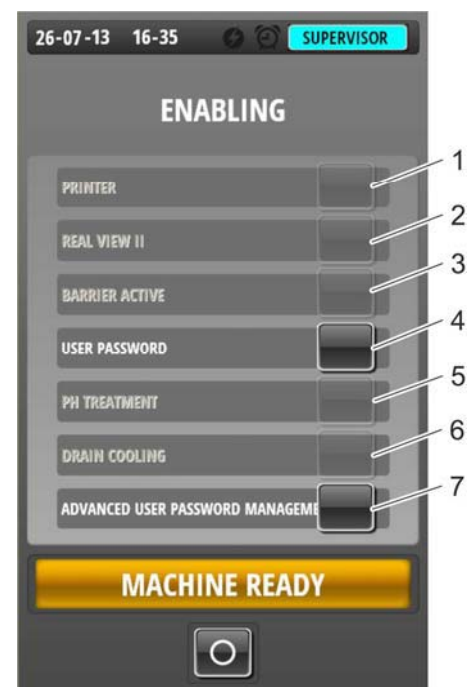 26-07-13 16-35 SUPERVISOR
ENABLING
PRINTER 1
REAL VIEW II 2
BARRIER ACTIVE 3
USER PASSWORD 4
PH TREATMENT 5
DRAIN COOLING 6
ADVANCED USER PASSWORD MANAGEME 7
MACHINE READY